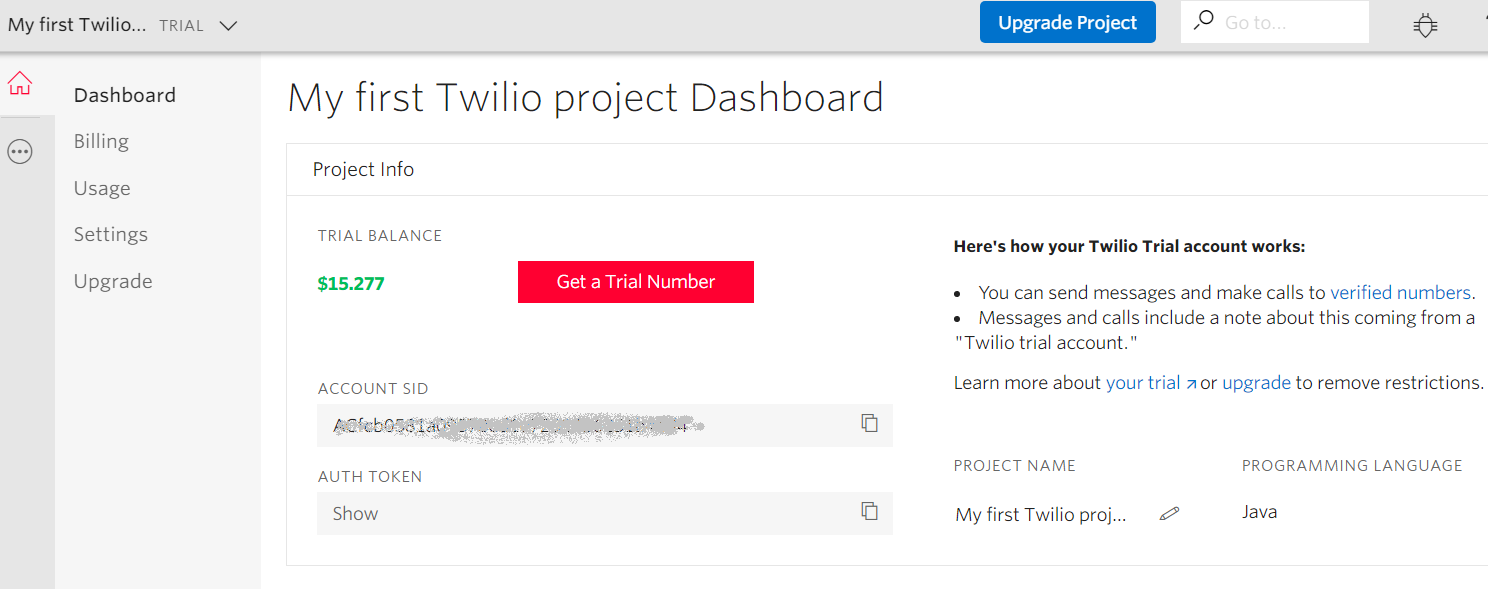 My first Twilio... TRIAL
Upgrade Project
Go to...
Dashboard
Billing
Usage
Settings
Upgrade
My first Twilio project Dashboard
Project Info
TRIAL BALANCE
$15.277
Get a Trial Number
ACCOUNT SID
AUTH TOKEN
Show
Here's how your Twilio Trial account works:
• You can send messages and make calls to verified numbers.
• Messages and calls include a note about this coming from a
"Twilio trial account."
Learn more about your trial or upgrade to remove restrictions.
PROJECT NAME
My first Twilio proj...
PROGRAMMING LANGUAGE
Java